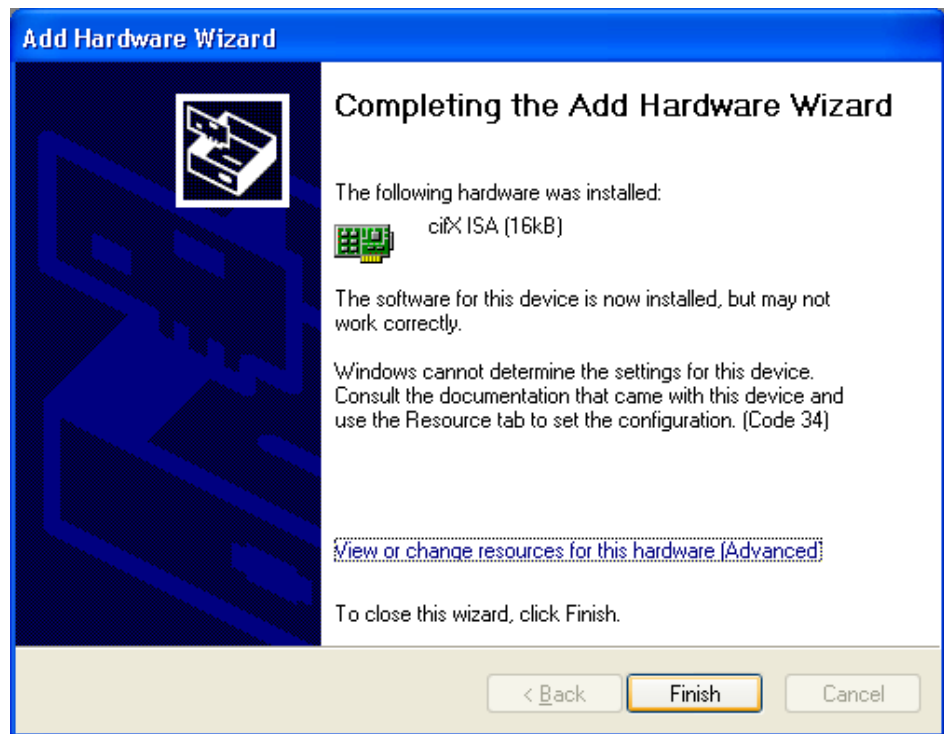 Add Hardware Wizard
Completing the Add Hardware Wizard
The following hardware was installed:
cifX ISA (16kB)
The software for this device is now installed, but may not
work correctly.
Windows cannot determine the settings for this device.
Consult the documentation that came with this device and
use the Resource tab to set the configuration. (Code 34)
View or change resources for this hardware (Advanced)
To close this wizard, click Finish.
< Back
Finish
Cancel